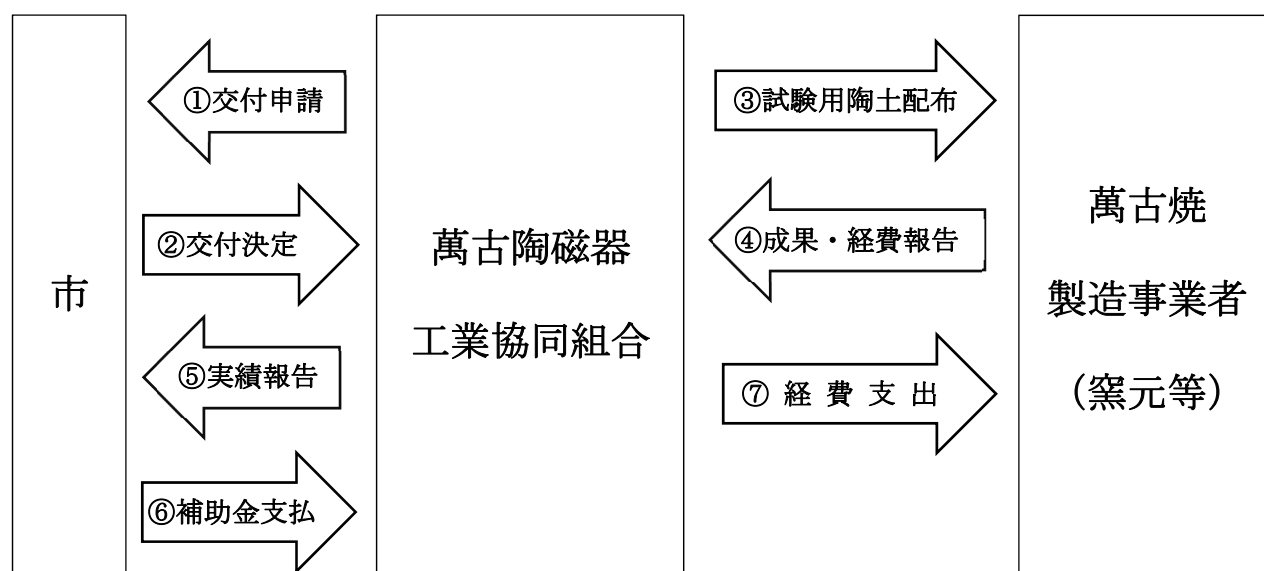 市
①交付申請
②交付決定
⑤実績報告
⑥補助金支払
萬古陶磁器
工業協同組合
③試験用陶土配布
④成果・経費報告
⑦経費支出
萬古焼
製造事業者
（窯元等）